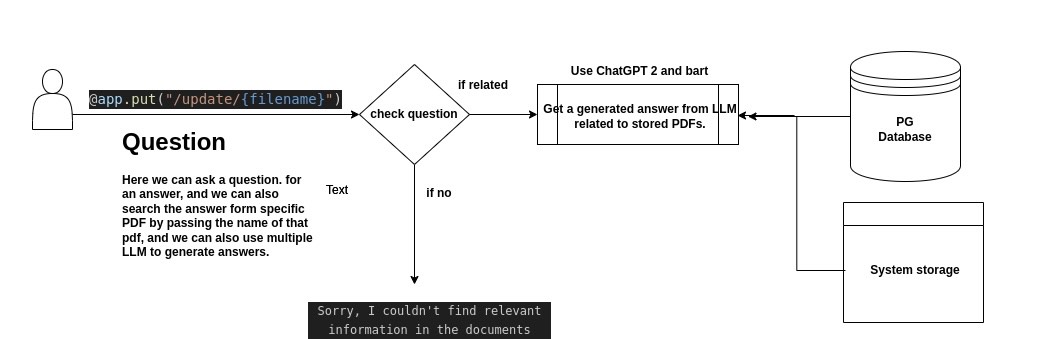 Use ChatGPT 2 and bart
if related
@app.put("/update/{filename}")
check question
Get a generated answer from LLM
related to stored PDFs.
PG
Database
Question
Here we can ask a question. for
an answer, and we can also
search the answer form specific
PDF by passing the name of that
pdf, and we can also use multiple
LLM to generate answers.
Text
if no
System storage
Sorry, I couldn't find relevant
information in the documents